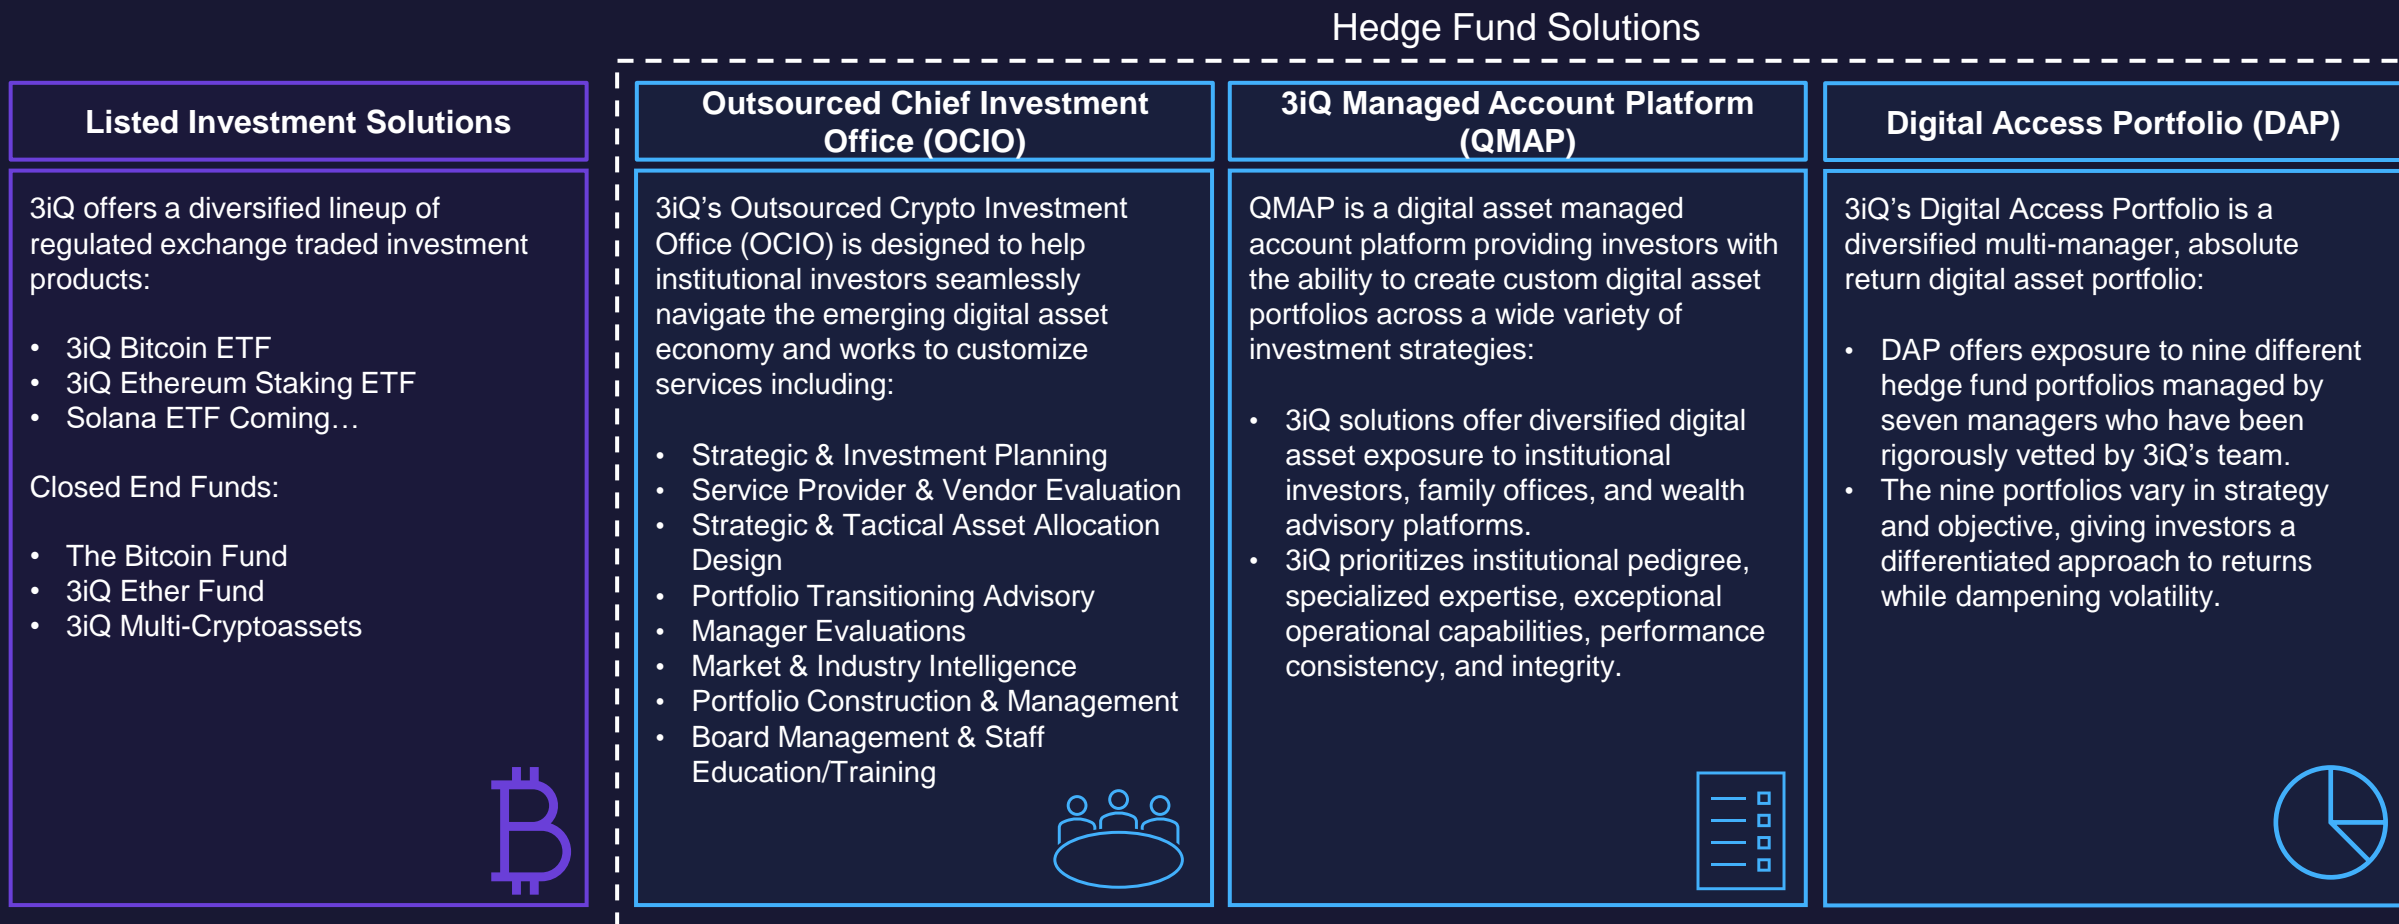 Hedge Fund Solutions
Listed Investment Solutions
3iQ offers a diversified lineup of
regulated exchange traded investment
products:
• 3iQ Bitcoin ETF
• 3iQ Ethereum Staking ETF
• Solana ETF Coming…
Closed End Funds:
• The Bitcoin Fund
• 3iQ Ether Fund
• 3iQ Multi-Cryptoassets
Outsourced Chief Investment
Office (OCIO)
3iQ’s Outsourced Crypto Investment
Office (OCIO) is designed to help
institutional investors seamlessly
navigate the emerging digital asset
economy and works to customize
services including:
• Strategic & Investment Planning
• Service Provider & Vendor Evaluation
• Strategic & Tactical Asset Allocation
Design
• Portfolio Transitioning Advisory
• Manager Evaluations
• Market & Industry Intelligence
• Portfolio Construction & Management
• Board Management & Staff
Education/Training
3iQ Managed Account Platform
(QMAP)
QMAP is a digital asset managed
account platform providing investors with
the ability to create custom digital asset
portfolios across a wide variety of
investment strategies:
• 3iQ solutions offer diversified digital
asset exposure to institutional
investors, family offices, and wealth
advisory platforms.
• 3iQ prioritizes institutional pedigree,
specialized expertise, exceptional
operational capabilities, performance
consistency, and integrity.
Digital Access Portfolio (DAP)
3iQ’s Digital Access Portfolio is a
diversified multi-manager, absolute
return digital asset portfolio:
• DAP offers exposure to nine different
hedge fund portfolios managed by
seven managers who have been
rigorously vetted by 3iQ’s team.
• The nine portfolios vary in strategy
and objective, giving investors a
differentiated approach to returns
while dampening volatility.